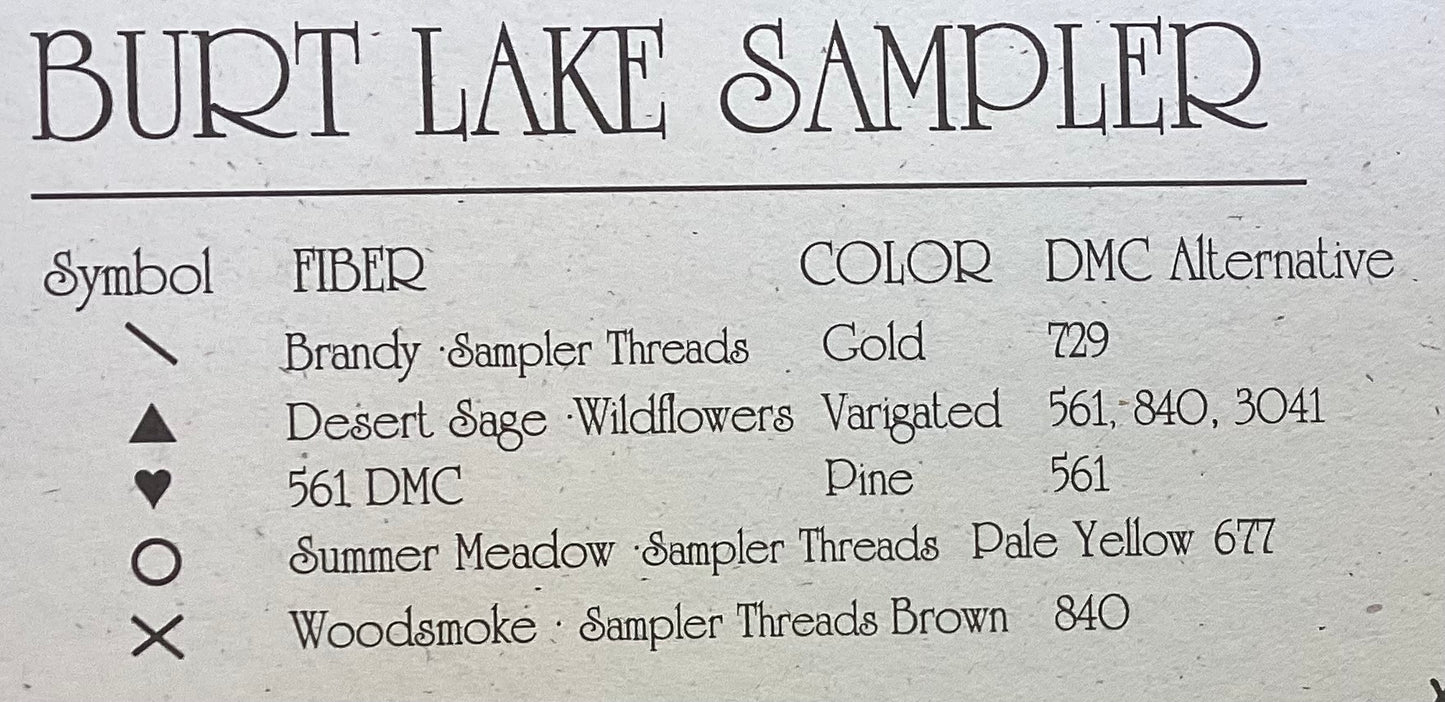 BURT LAKE SAMPLER
Symbol FIBER COLOR DMC Alternative
\ Brandy · Sampler Threads Gold 729
▲ Desert Sage · Wildflowers Varigated 561, 840, 3041
♥ 561 DMC Pine 561
○ Summer Meadow · Sampler Threads Pale Yellow 677
✕ Woodsmoke · Sampler Threads Brown 840